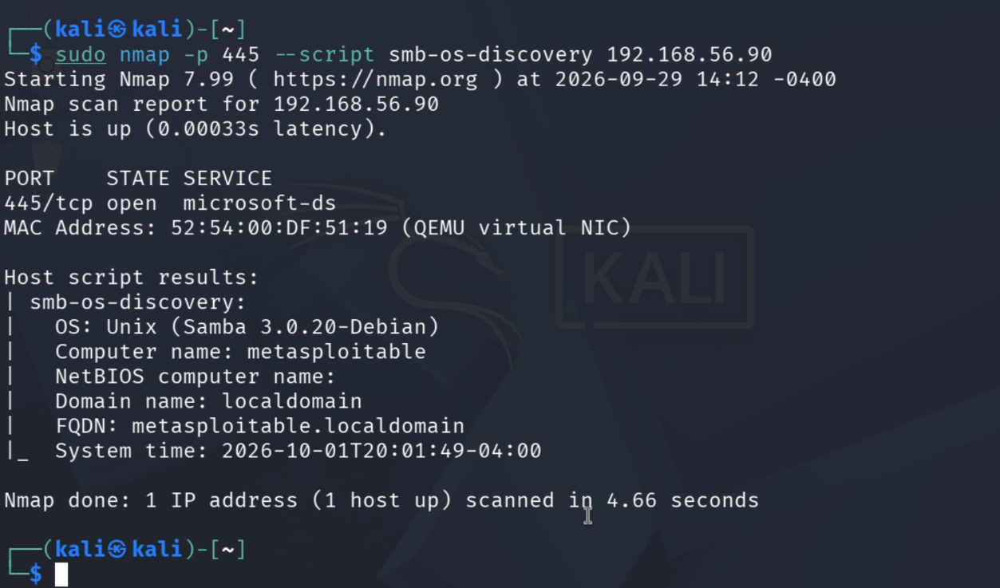 ┌──(kali㉿kali)-[~]
└─$ sudo nmap -p 445 --script smb-os-discovery 192.168.56.90
Starting Nmap 7.99 ( https://nmap.org ) at 2026-09-29 14:12 -0400
Nmap scan report for 192.168.56.90
Host is up (0.00033s latency).

PORT    STATE SERVICE
445/tcp open  microsoft-ds
MAC Address: 52:54:00:DF:51:19 (QEMU virtual NIC)

Host script results:
| smb-os-discovery:
|   OS: Unix (Samba 3.0.20-Debian)
|   Computer name: metasploitable
|   NetBIOS computer name:
|   Domain name: localdomain
|   FQDN: metasploitable.localdomain
|_  System time: 2026-10-01T20:01:49-04:00

Nmap done: 1 IP address (1 host up) scanned in 4.66 seconds

┌──(kali㉿kali)-[~]
└─$
KALI